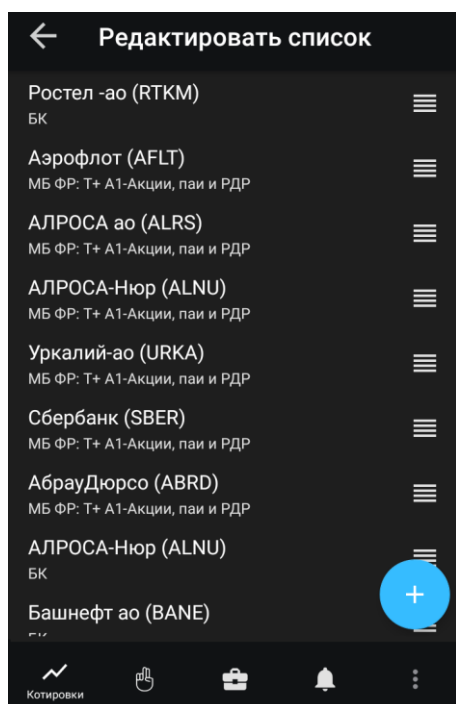 Редактировать список
Ростел -ао (RTKM)
БК
Аэрофлот (AFLT)
МБ ФР: Т+ А1-Акции, паи и РДР
АЛРОСА ао (ALRS)
МБ ФР: Т+ А1-Акции, паи и РДР
АЛРОСА-Нюр (ALNU)
МБ ФР: Т+ А1-Акции, паи и РДР
Уркалий-ао (URKA)
МБ ФР: Т+ А1-Акции, паи и РДР
Сбербанк (SBER)
МБ ФР: Т+ А1-Акции, паи и РДР
АбрауДюрсо (ABRD)
МБ ФР: Т+ А1-Акции, паи и РДР
АЛРОСА-Нюр (ALNU)
БК
Башнефт ао (BANE)
Котировки